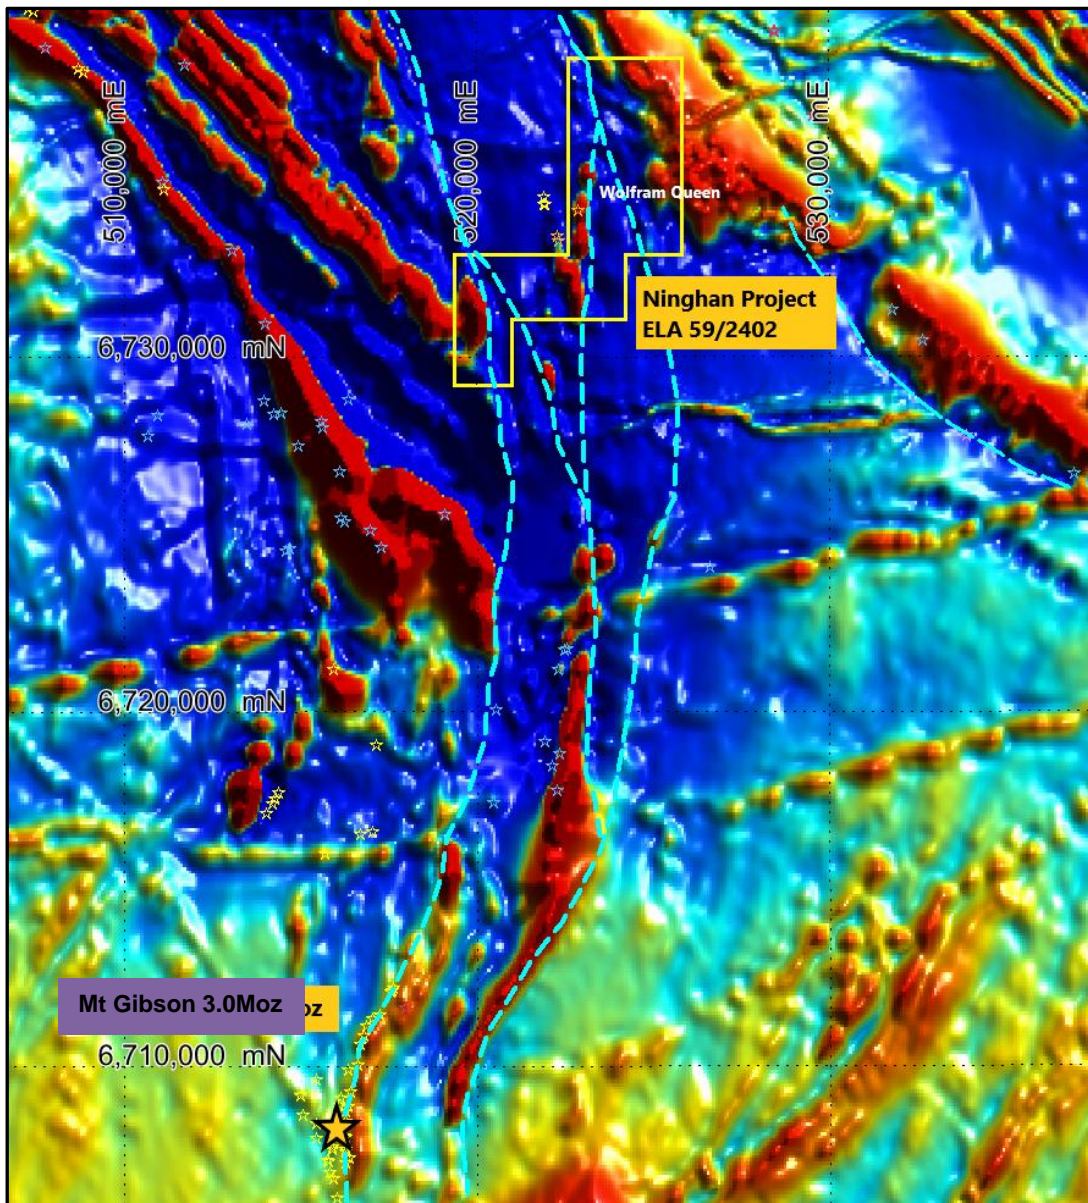 510,000 mE
520,000 mE
530,000 mE
Wolfram Queen
Ninghan Project
ELA 59/2402
6,730,000 mN
6,720,000 mN
Mt Gibson 3.0Moz
oz
6,710,000 mN